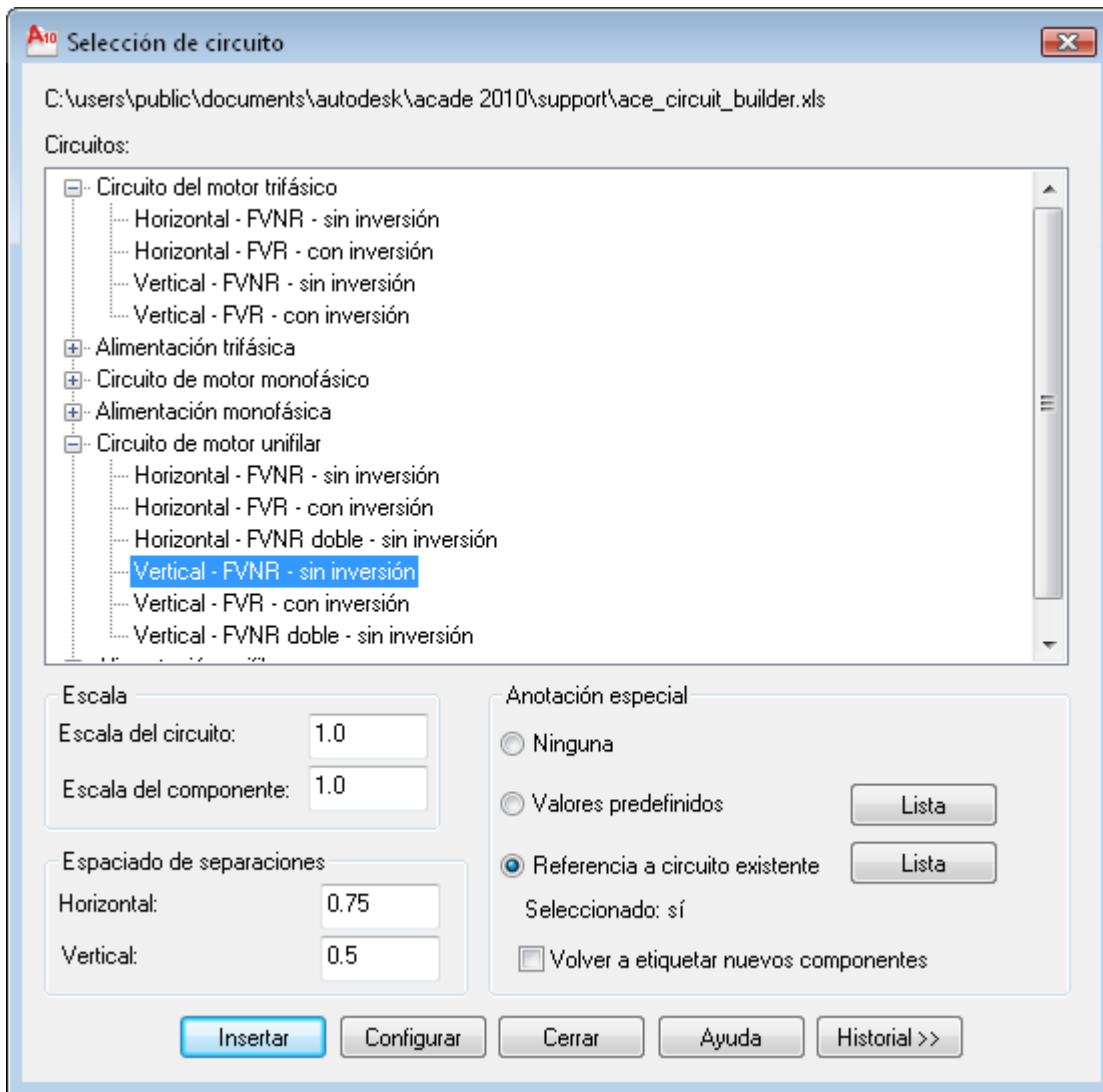 A10 Selección de circuito
C:\users\public\documents\autodesk\acade 2010\support\ace_circuit_builder.xls
Circuitos:
Circuito del motor trifásico
Horizontal - FVNR - sin inversión
Horizontal - FVR - con inversión
Vertical - FVNR - sin inversión
Vertical - FVR - con inversión
Alimentación trifásica
Circuito de motor monofásico
Alimentación monofásica
Circuito de motor unifilar
Horizontal - FVNR - sin inversión
Horizontal - FVR - con inversión
Horizontal - FVNR doble - sin inversión
Vertical - FVNR - sin inversión
Vertical - FVR - con inversión
Vertical - FVNR doble - sin inversión
Escala
Escala del circuito: 1.0
Escala del componente: 1.0
Espaciado de separaciones
Horizontal: 0.75
Vertical: 0.5
Anotación especial
Ninguna
Valores predefinidos Lista
Referencia a circuito existente Lista
Seleccionado: sí
Volver a etiquetar nuevos componentes
Insertar Configurar Cerrar Ayuda Historial >>